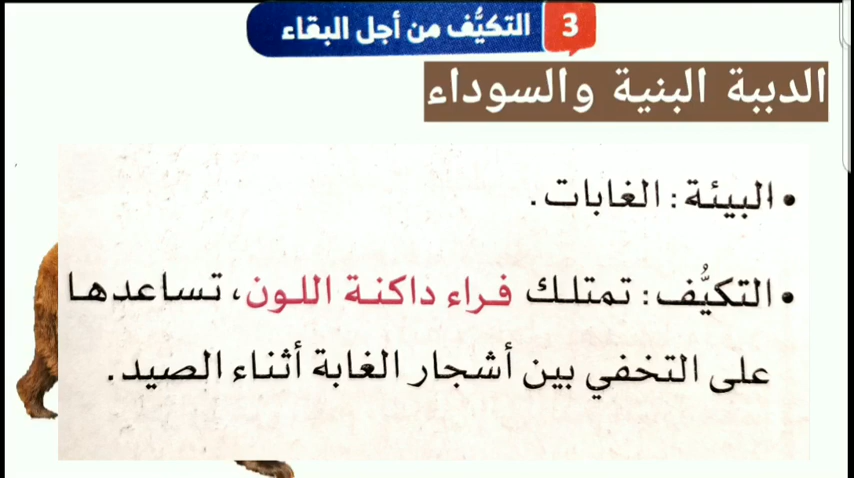 3 التكيُّف من أجل البقاء
الدببة البنية والسوداء
• البيئة: الغابات.
• التكيُّف: تمتلك فراء داكنة اللون، تساعدها
على التخفي بين أشجار الغابة أثناء الصيد.